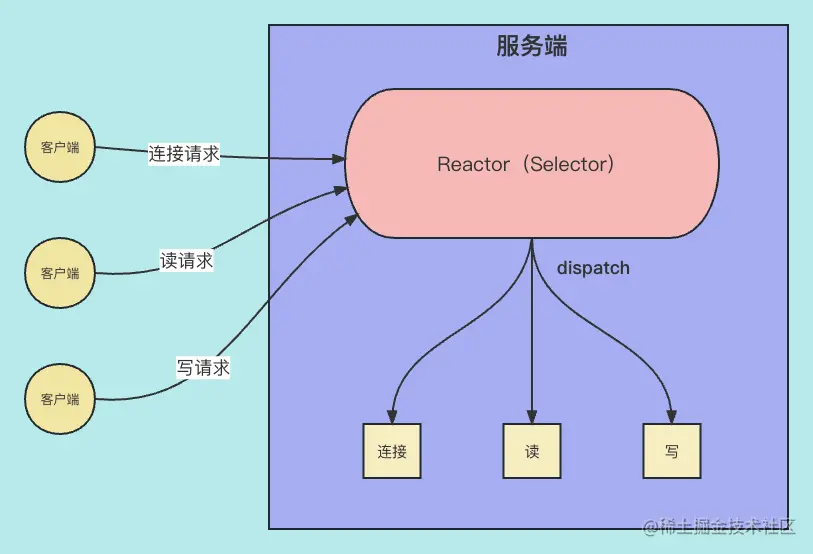 服务端
客户端
连接请求
Reactor（Selector）
客户端
读请求
dispatch
客户端
写请求
连接
读
写
@稀土掘金技术社区